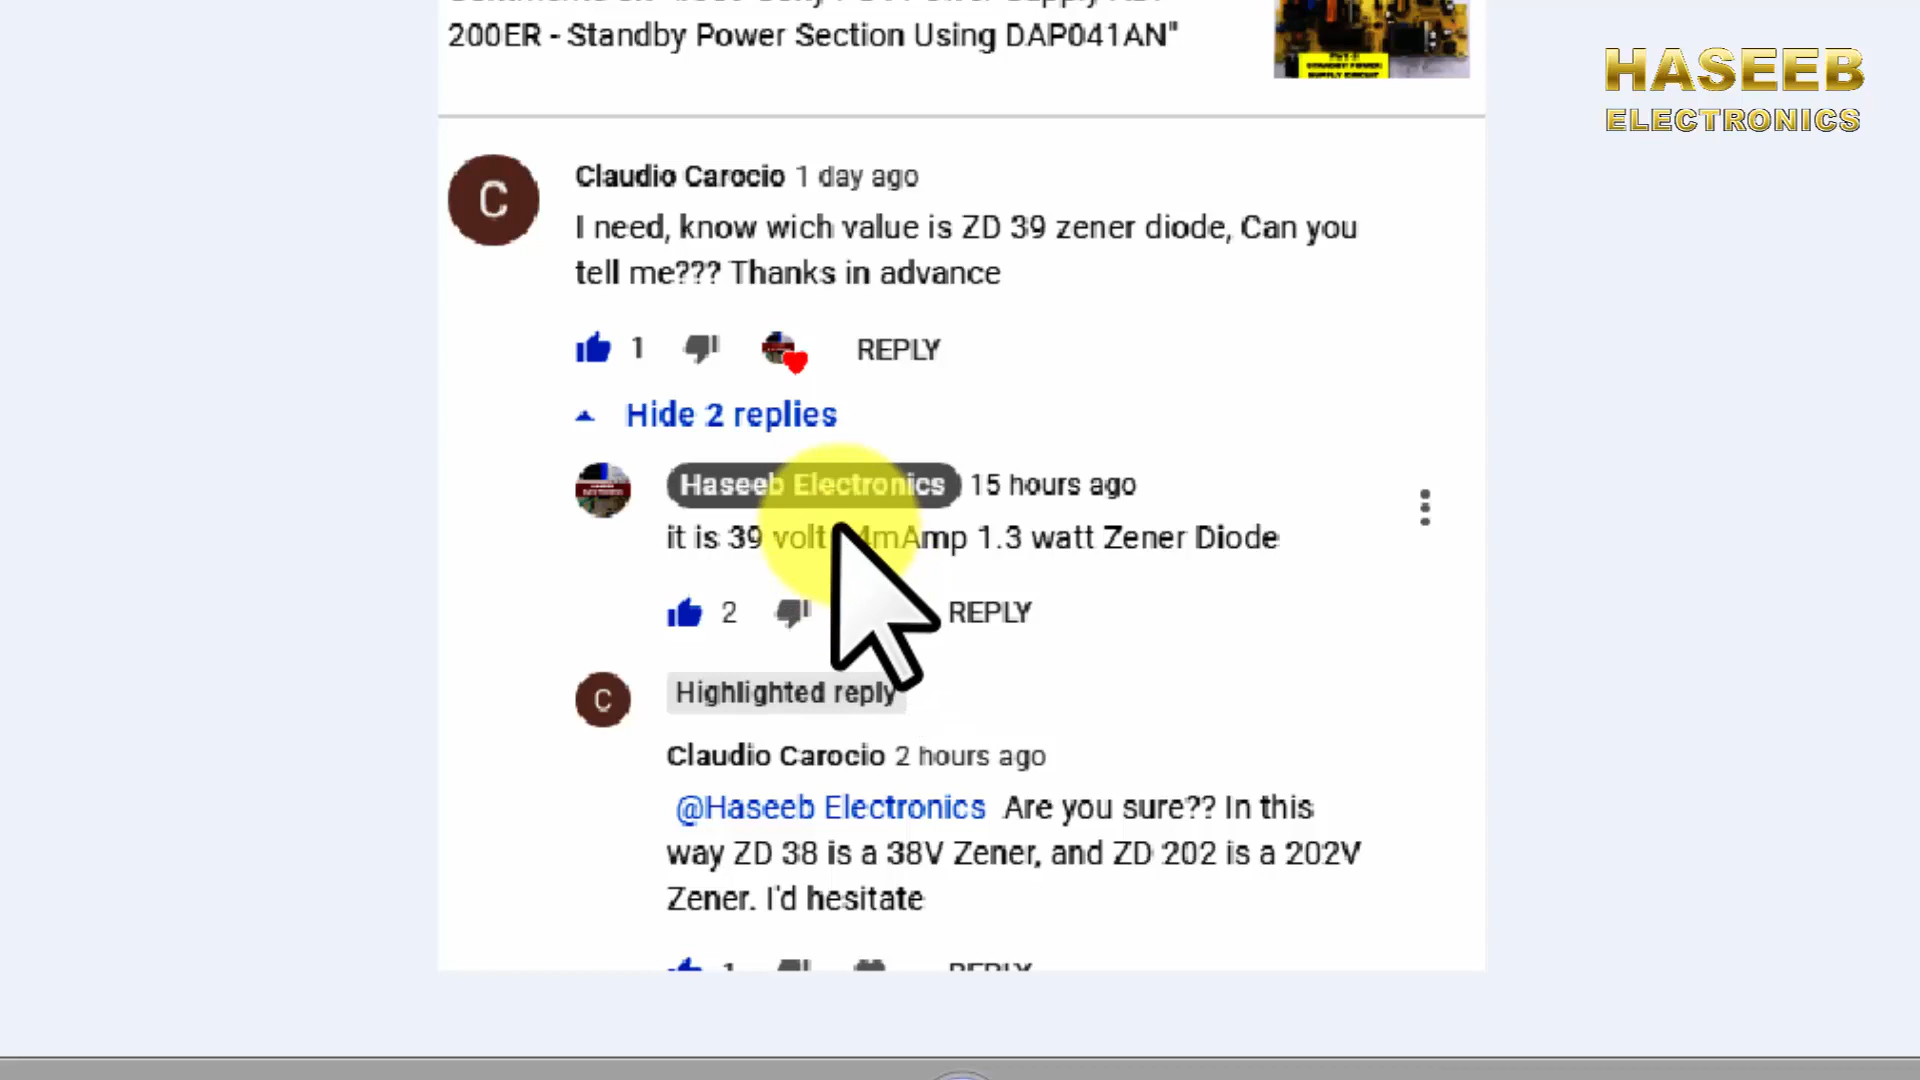 200ER - Standby Power Section Using DAP041AN"
HASEEB
ELECTRONICS
C
Claudio Carocio 1 day ago
I need, know wich value is ZD 39 zener diode, Can you
tell me??? Thanks in advance
1 REPLY
Hide 2 replies
Haseeb Electronics 15 hours ago
it is 39 volt 4mAmp 1.3 watt Zener Diode
2 REPLY
C
Highlighted reply
Claudio Carocio 2 hours ago
@Haseeb Electronics Are you sure?? In this
way ZD 38 is a 38V Zener, and ZD 202 is a 202V
Zener. I'd hesitate